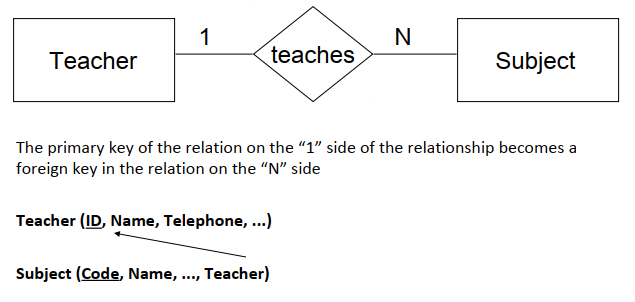 1
N
Teacher
teaches
Subject
The primary key of the relation on the “1” side of the relationship becomes a
foreign key in the relation on the “N” side
Teacher (ID, Name, Telephone, ...)
Subject (Code, Name, ..., Teacher)